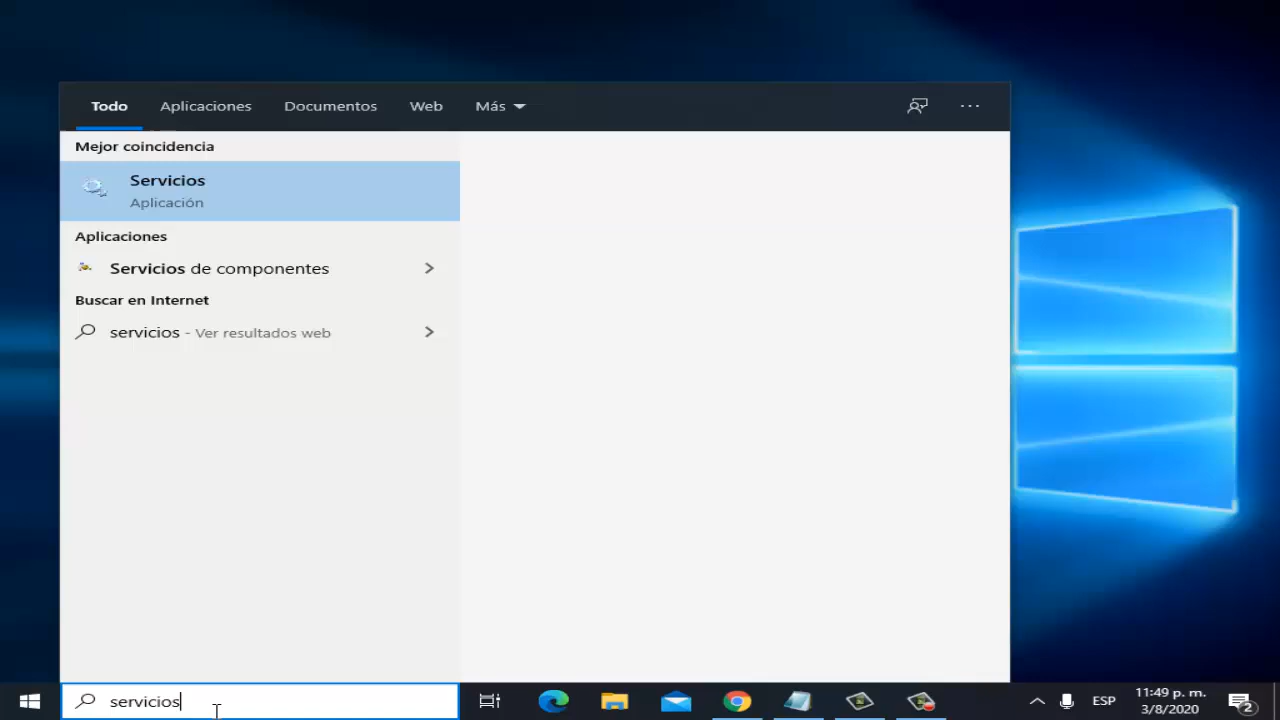 Todo Aplicaciones Documentos Web Más
Mejor coincidencia
Servicios
Aplicación
Aplicaciones
Servicios de componentes
Buscar en Internet
servicios - Ver resultados web
servicios
ESP
11:49 p. m.
3/8/2020
2